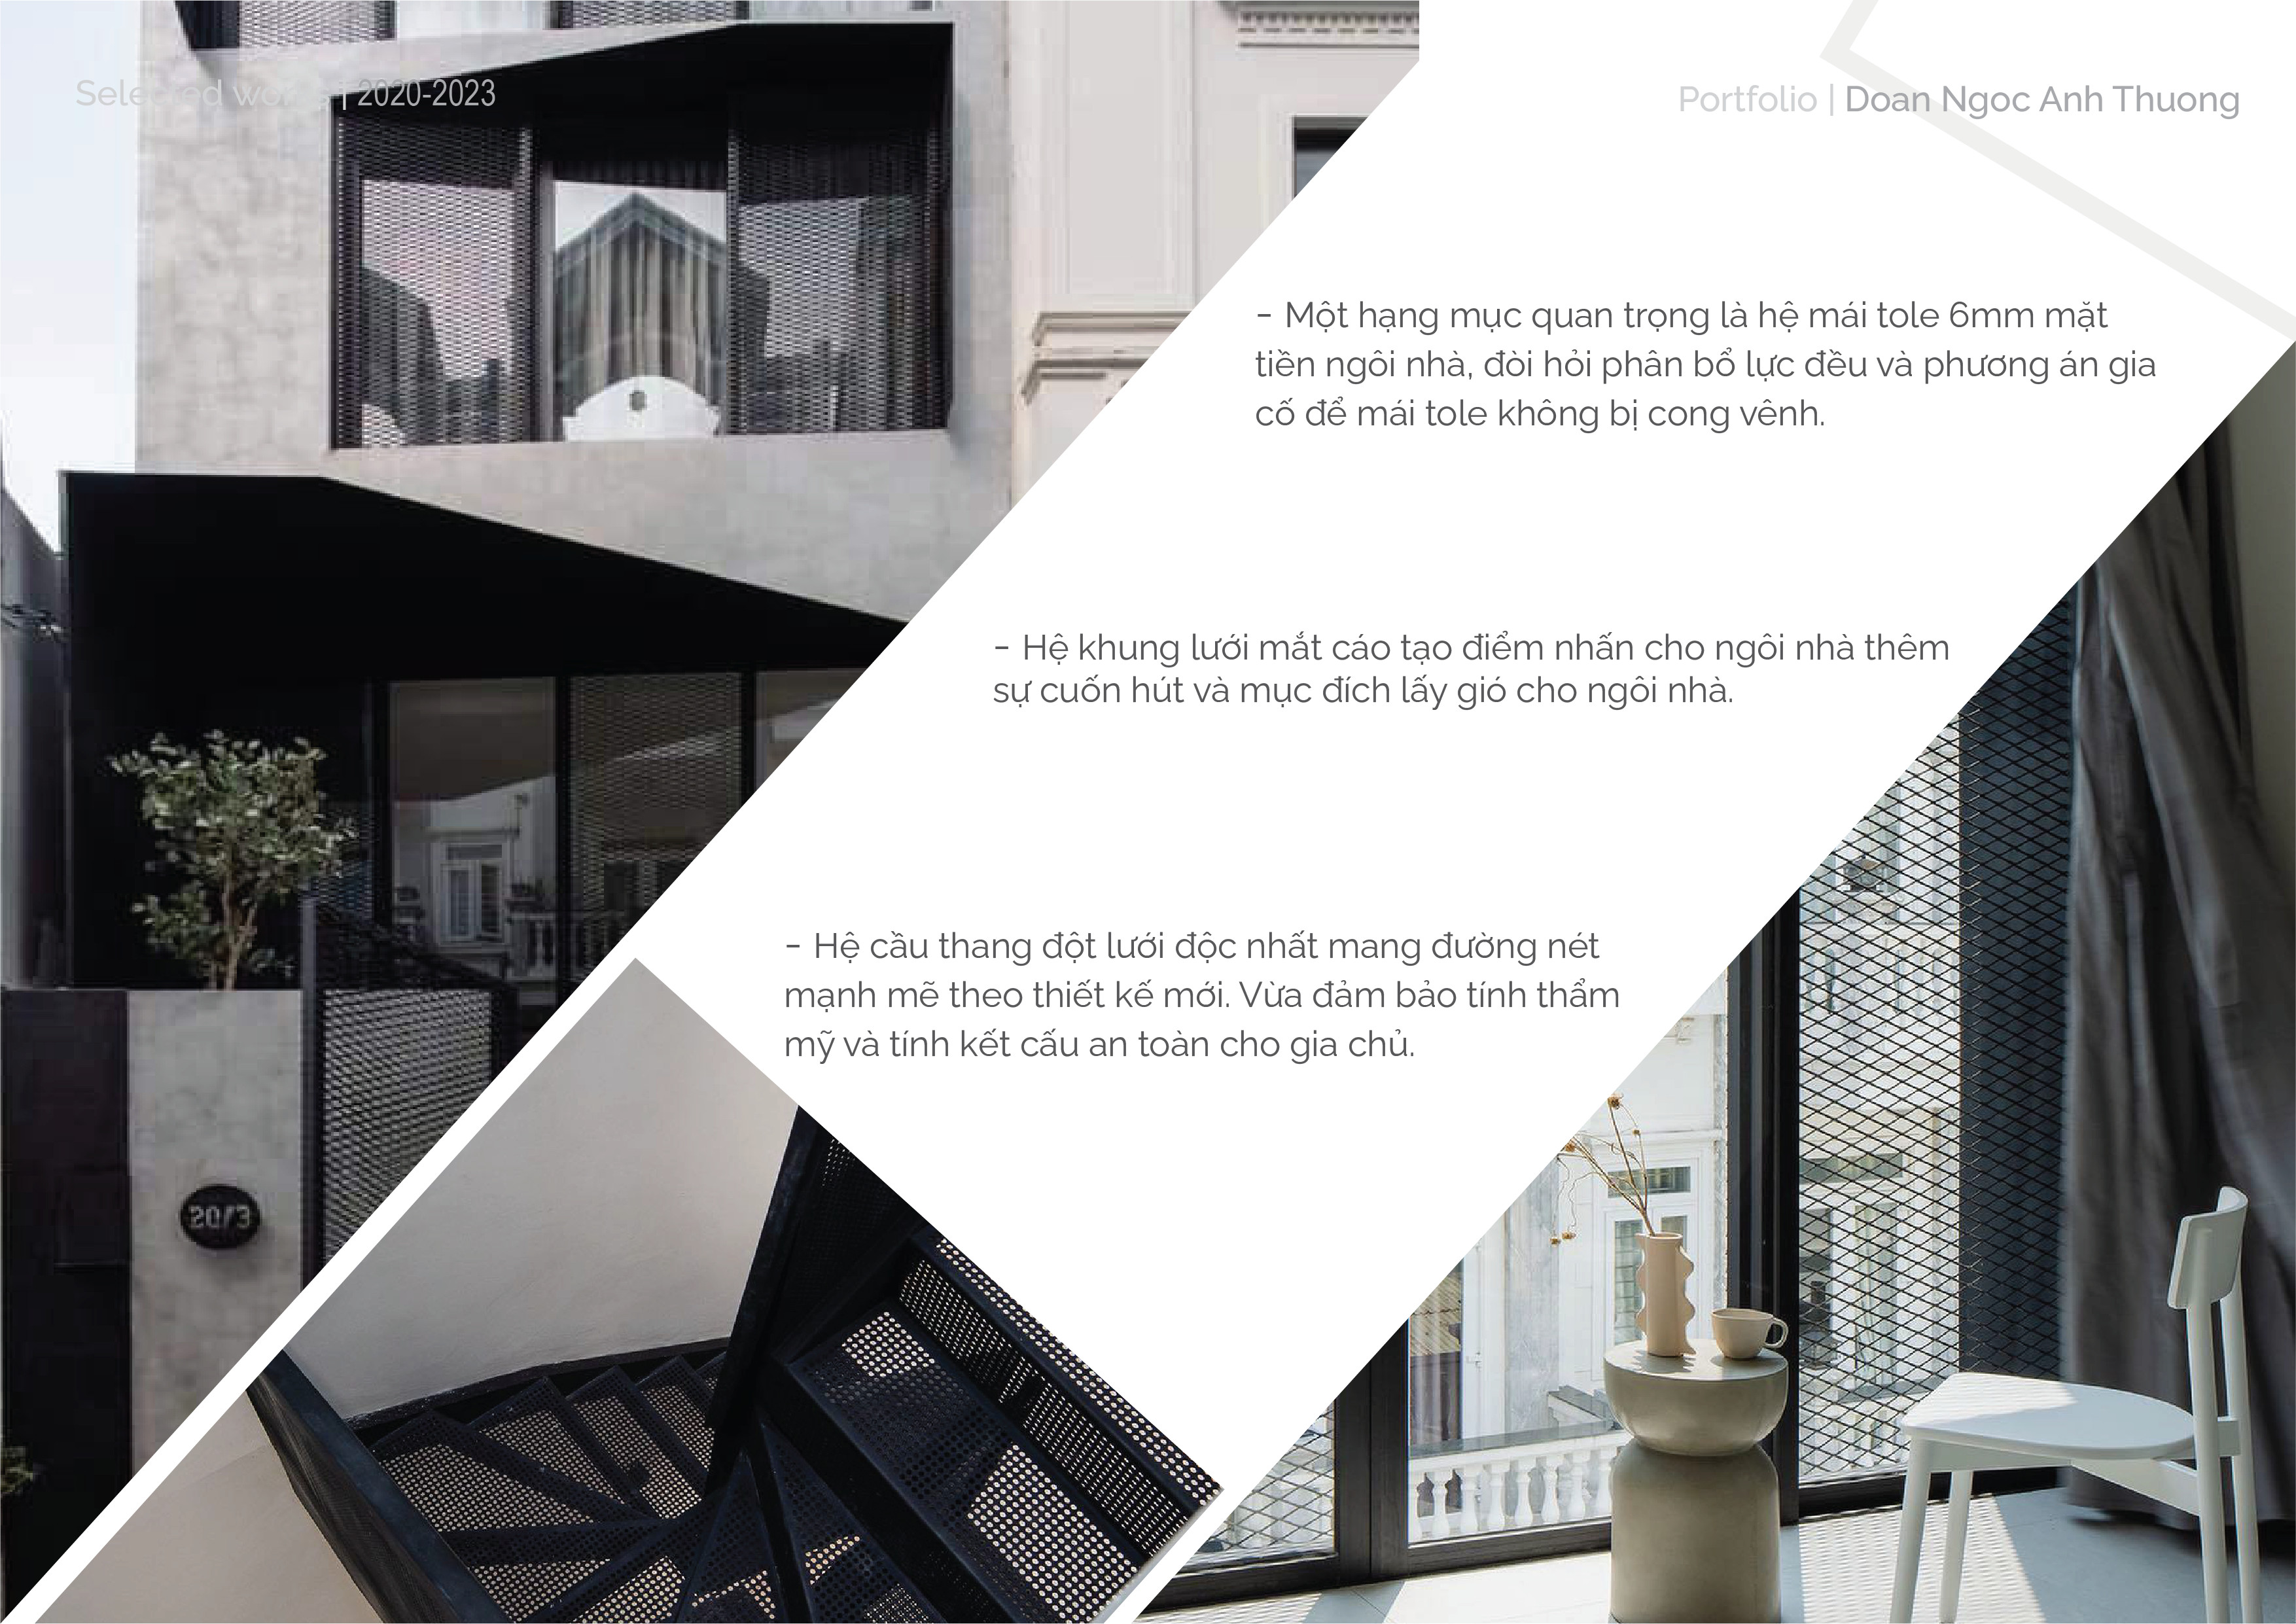 Selected works | 2020-2023
Portfolio | Doan Ngoc Anh Thuong
- Một hạng mục quan trọng là hệ mái tole 6mm mặt
tiền ngôi nhà, đòi hỏi phân bổ lực đều và phương án gia
cố để mái tole không bị cong vênh.
- Hệ khung lưới mắt cáo tạo điểm nhấn cho ngôi nhà thêm
sự cuốn hút và mục đích lấy gió cho ngôi nhà.
- Hệ cầu thang đột lưới độc nhất mang đường nét
mạnh mẽ theo thiết kế mới. Vừa đảm bảo tính thẩm
mỹ và tính kết cấu an toàn cho gia chủ.
20/3